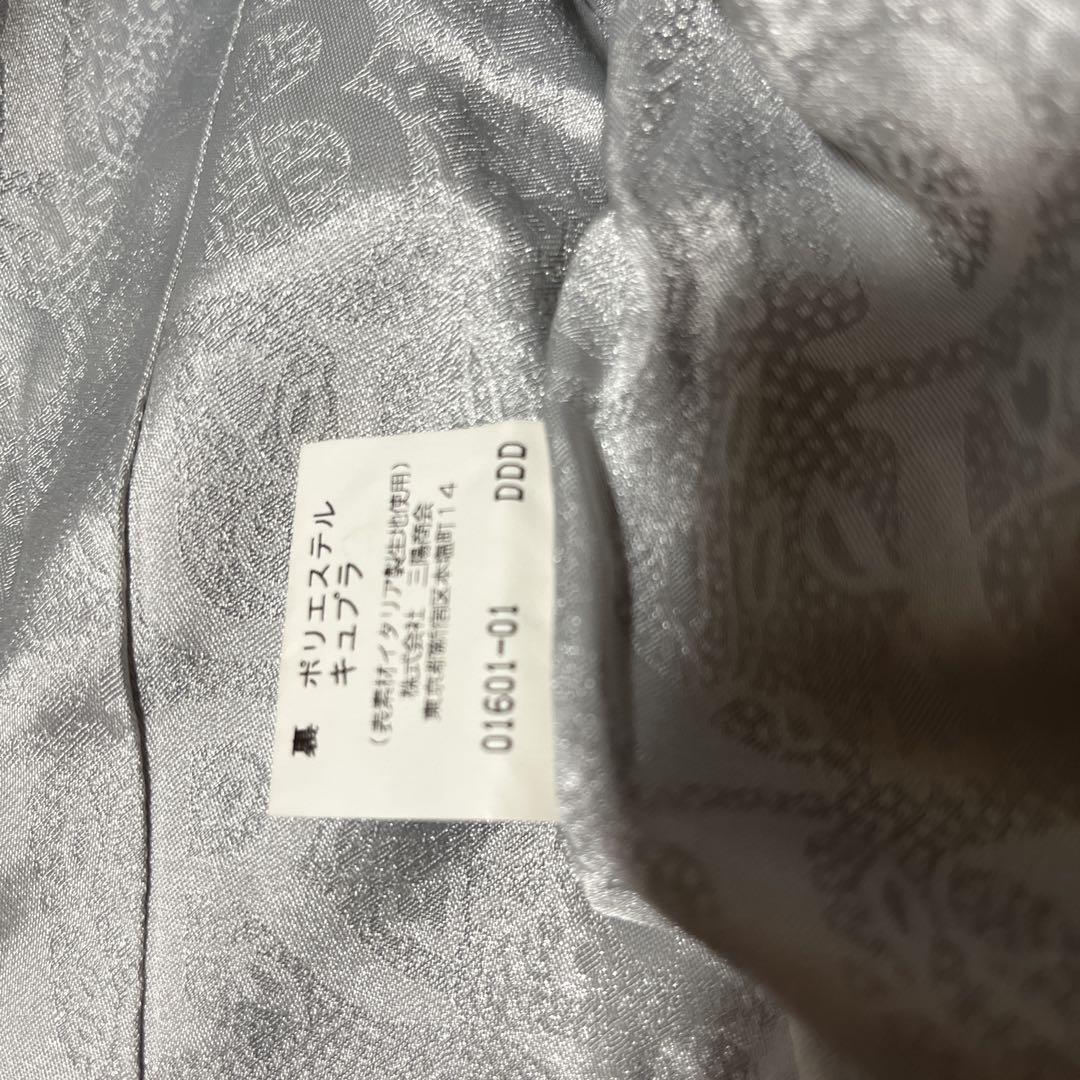 裏 ポリエステル
キュプラ
(表素材イタリア製生地使用)
株式会社 三陽商会
東京都新宿区本塩町14
01601-01 DDD